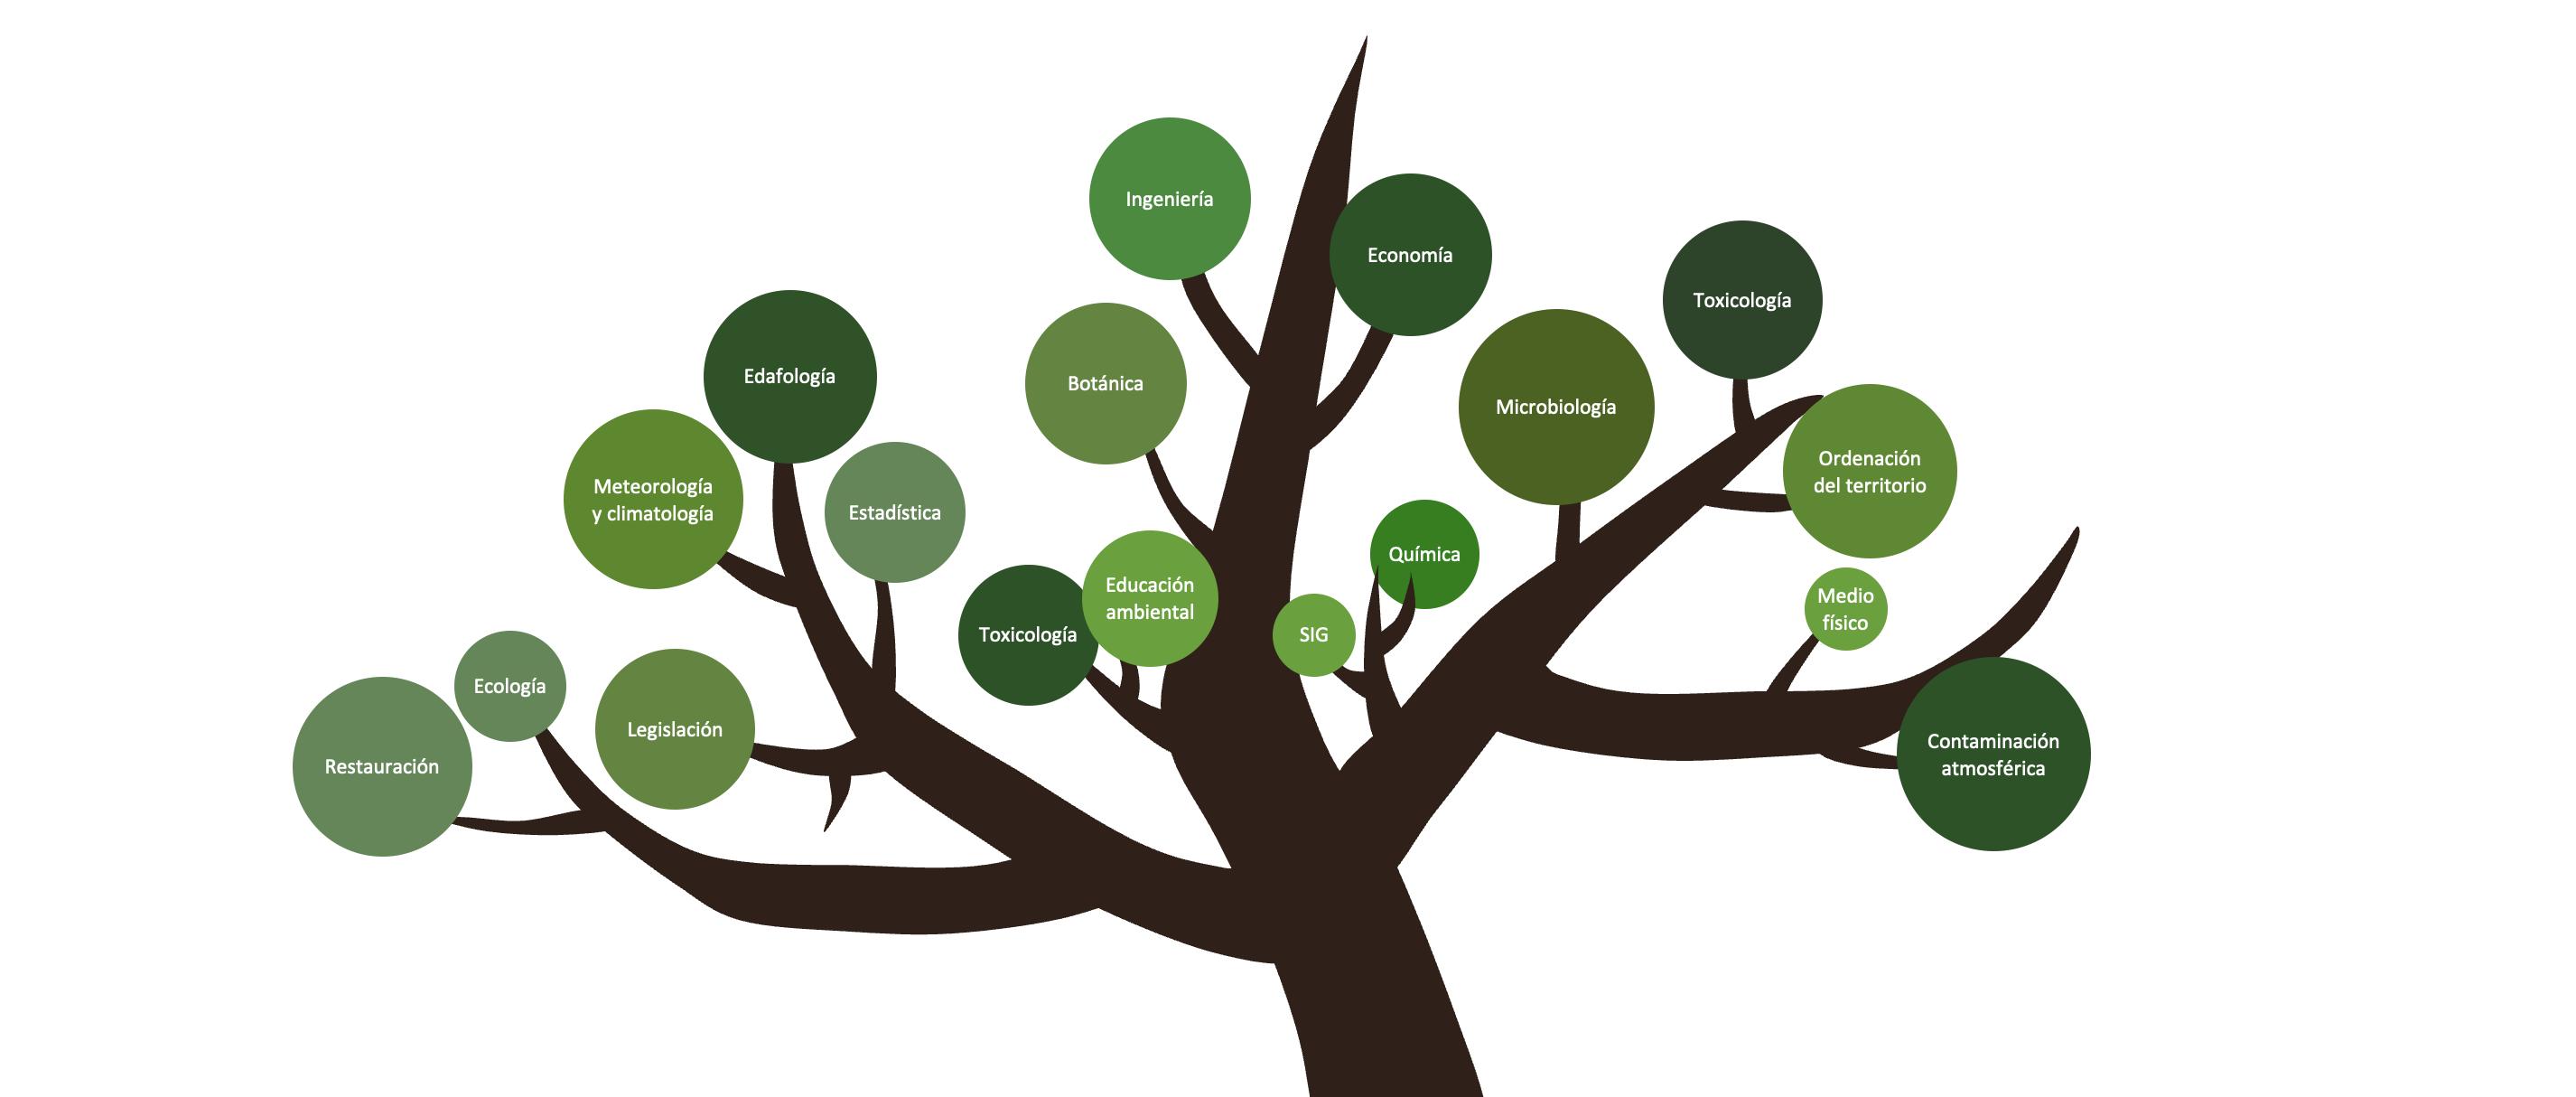 Ingeniería
Economía
Toxicología
Edafología
Botánica
Microbiología
Ordenación
del territorio
Meteorología
y climatología
Estadística
Química
Educación
ambiental
Medio
físico
Toxicología
SIG
Ecología
Legislación
Restauración
Contaminación
atmosférica